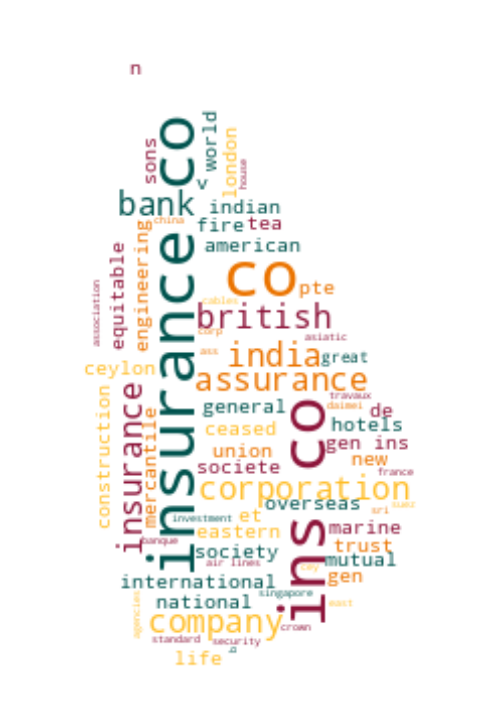 n
insurance co
world
sons
london
house
v
bank
indian
china
fire
tea
engineering
american
equitable
association
co
pte
cables
british
corp
asiatic
ass
india
great
ceylon
assurance
insurance
construction
travaux
general
ins co
daimei
de
mercantile
ceased
hotels
union
gen ins
societe
new
france
corporation
overseas
suez
sri
investment
et
eastern
marine
banque
trust
society
mutual
air lines
cey
gen
international
singapore
agencies
national
east
company
crown
standard
security
life